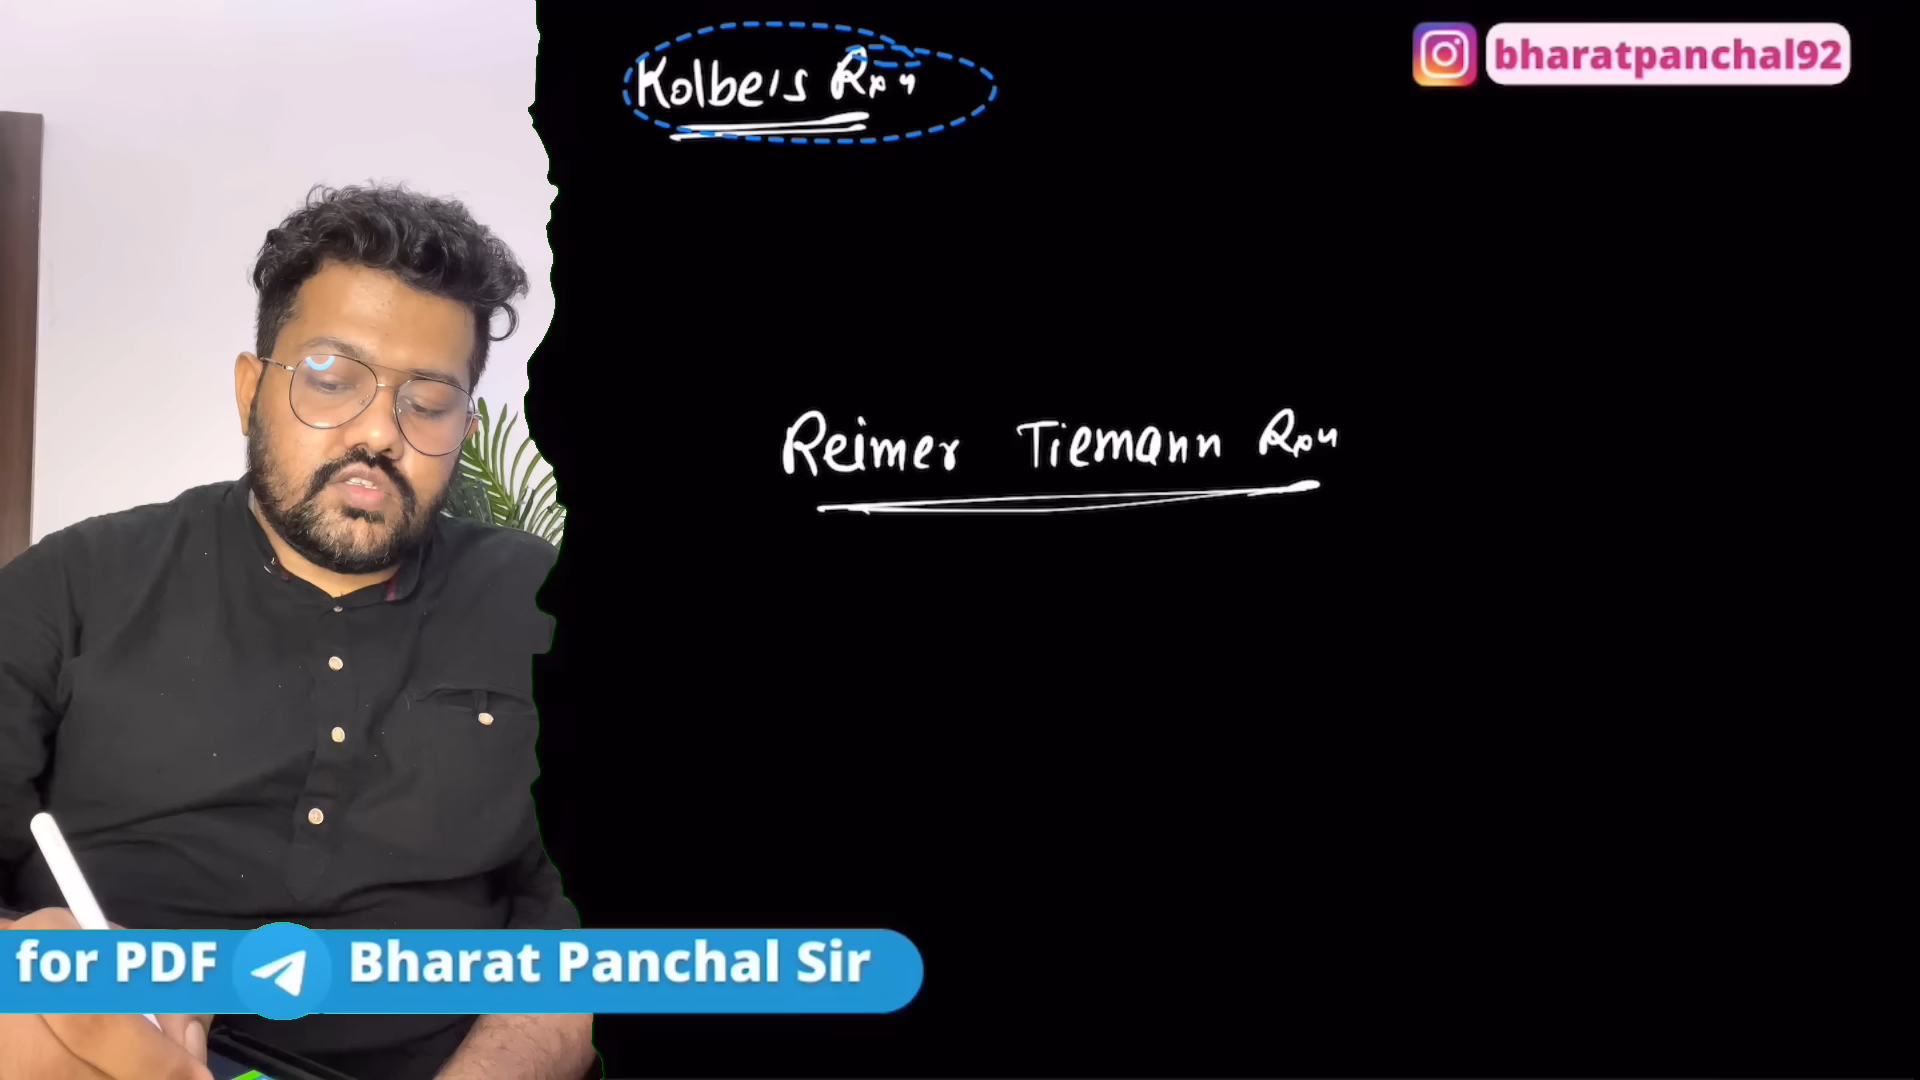 Kolbe's Rxn
bharatpanchal92
Reimer Tiemann Rxn
for PDF Bharat Panchal Sir